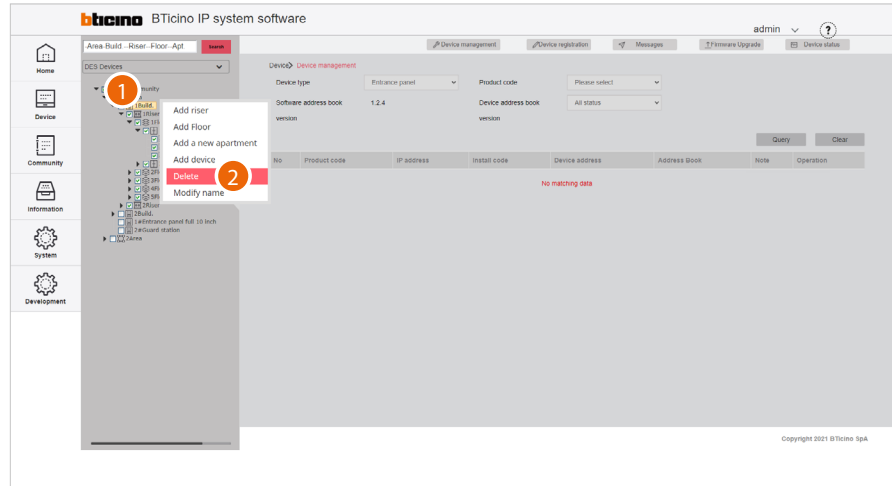 bticino BTicino IP system software
admin
?
Area-Build.--Riser--Floor--Apt Search
Device management Device registration Messages Firmware Upgrade Device status
Home
DES Devices
Device> Device management
Device type Entrance panel Product code Please select
Software address book version 1.2.4 Device address book version All status
Query Clear
No Product code IP address Install code Device address Address Book Note Operation
No matching data
1
1Build.
1Riser
Add riser
Add Floor
Add a new apartment
Add device
Delete
2
Modify name
2Riser
2Build.
1#Entrance panel Full 10 inch
2#Guard station
2Area
Device
Community
Information
System
Development
Copyright 2021 BTicino SpA